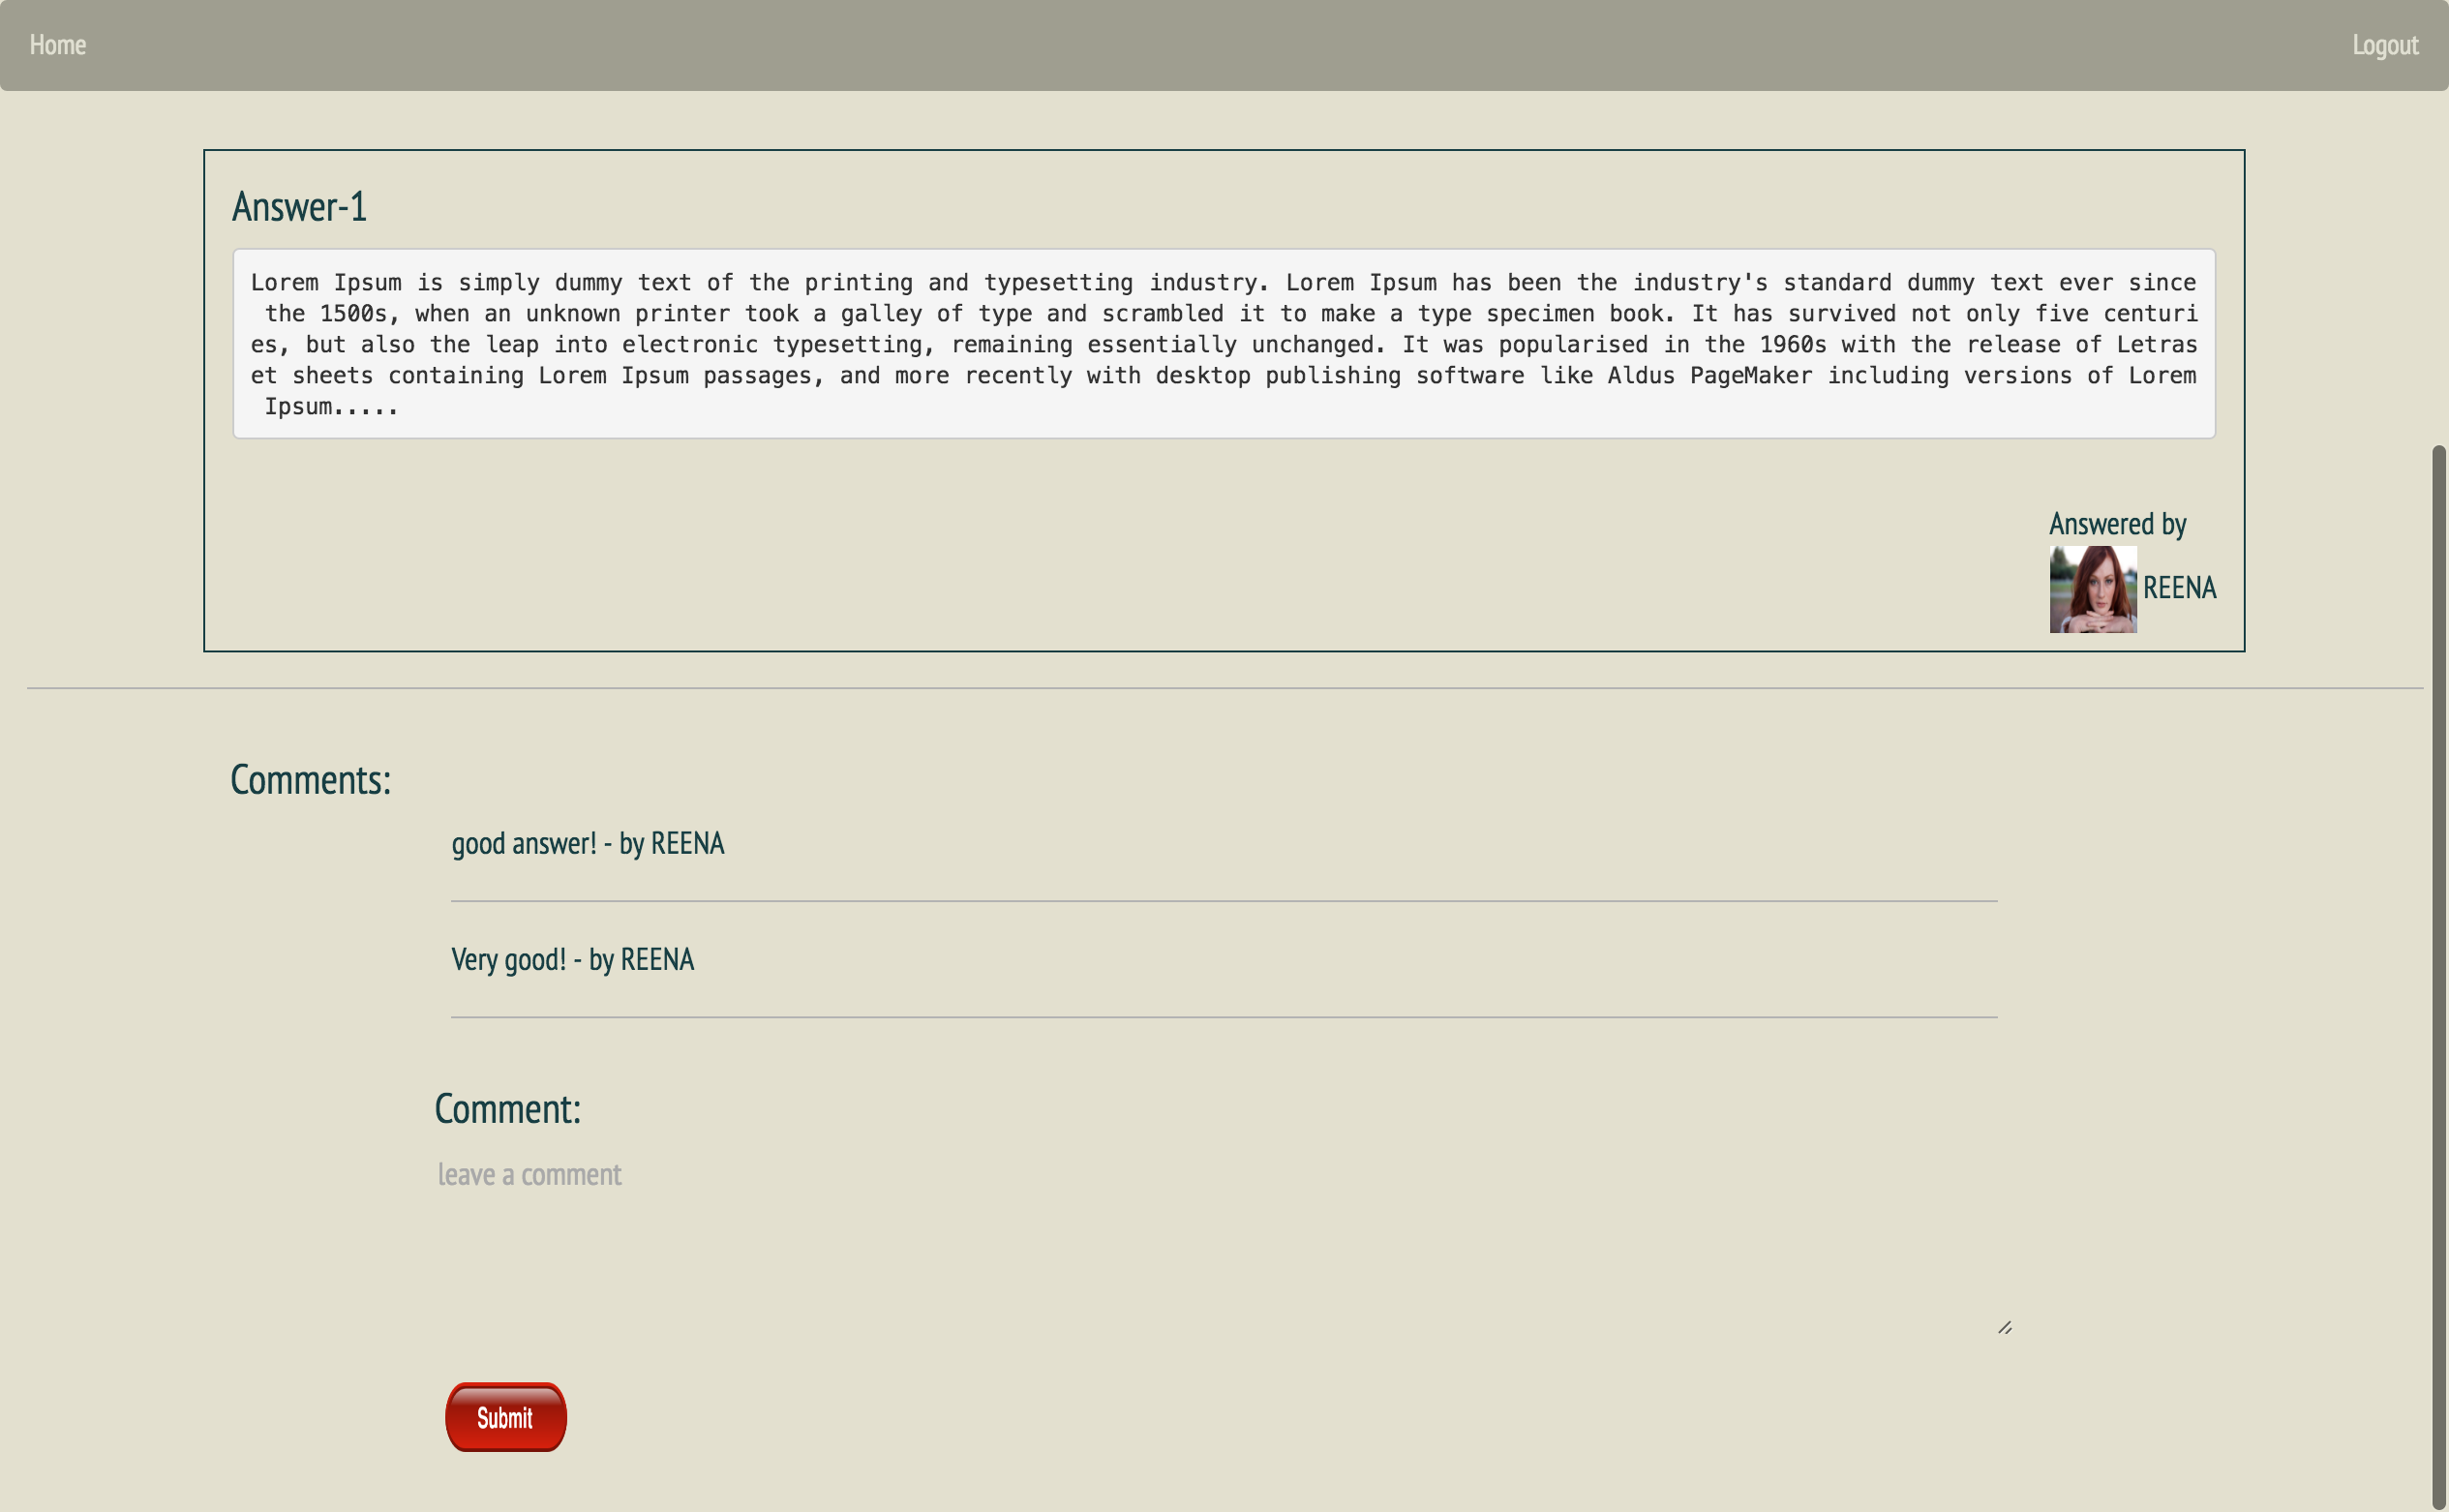 Home
Logout
Answer-1
Lorem Ipsum is simply dummy text of the printing and typesetting industry. Lorem Ipsum has been the industry's standard dummy text ever since
the 1500s, when an unknown printer took a galley of type and scrambled it to make a type specimen book. It has survived not only five centuri
es, but also the leap into electronic typesetting, remaining essentially unchanged. It was popularised in the 1960s with the release of Letras
et sheets containing Lorem Ipsum passages, and more recently with desktop publishing software like Aldus PageMaker including versions of Lorem
Ipsum.....
Answered by
REENA
Comments:
good answer! - by REENA
Very good! - by REENA
Comment:
leave a comment
Submit